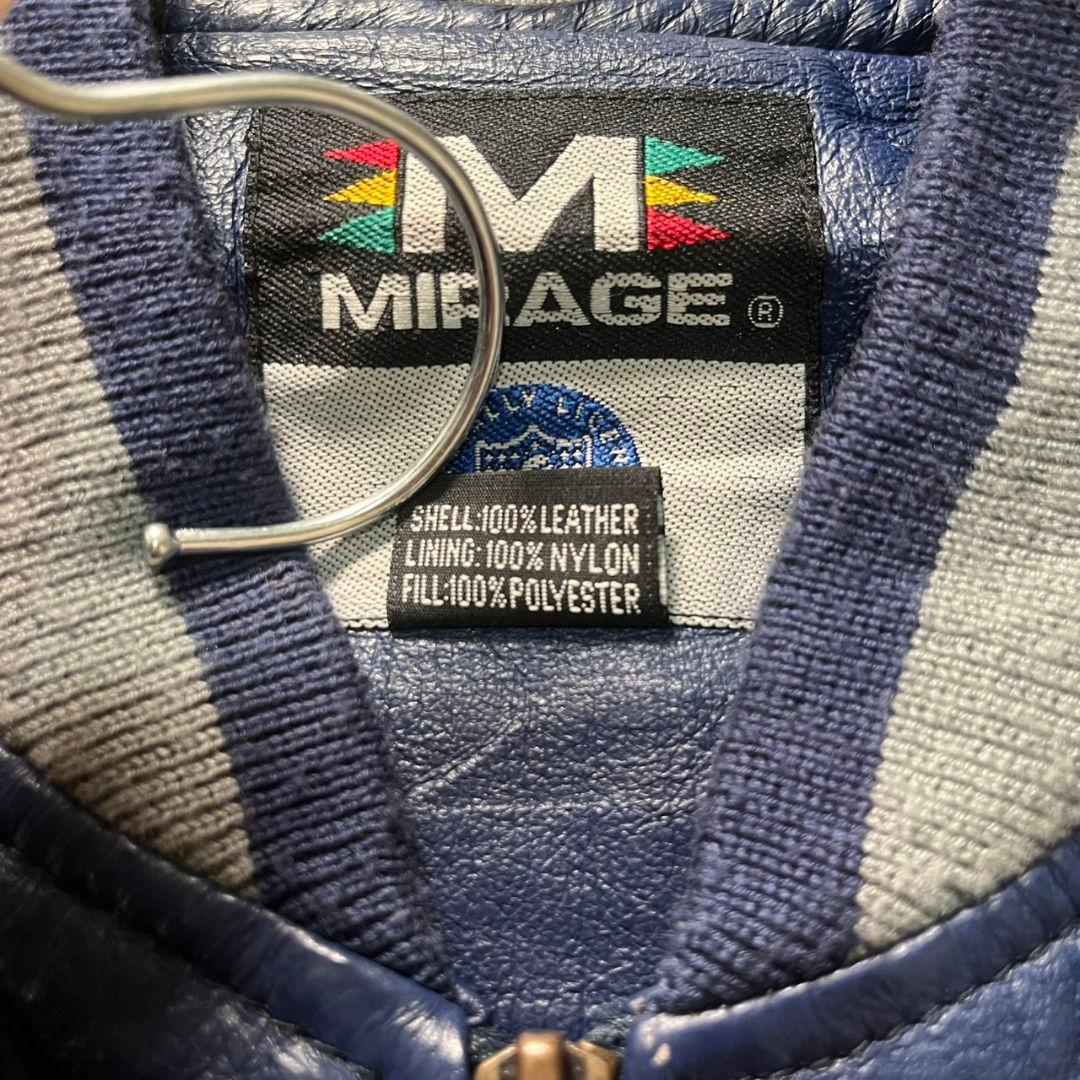 M
MIRAGE ®
SHELL:100% LEATHER
LINING: 100% NYLON
FILL:100% POLYESTER